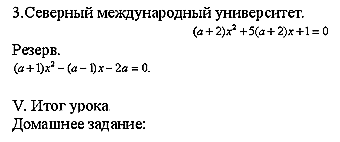 3.Северный международный университет.
(a+2)x² +5(a+2)x+1=0
Резерв.
(a+1)x² −(a−1)x−2a = 0.
V. Итог урока
Домашнее задание: